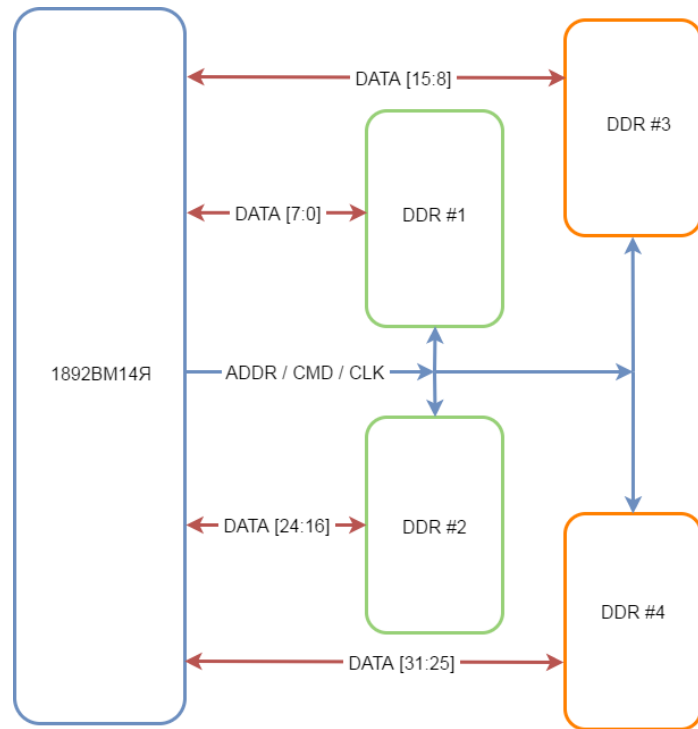 DATA [15:8]
DDR #3
DATA [7:0]
DDR #1
1892ВМ14Я
ADDR / CMD / CLK
DATA [24:16]
DDR #2
DDR #4
DATA [31:25]